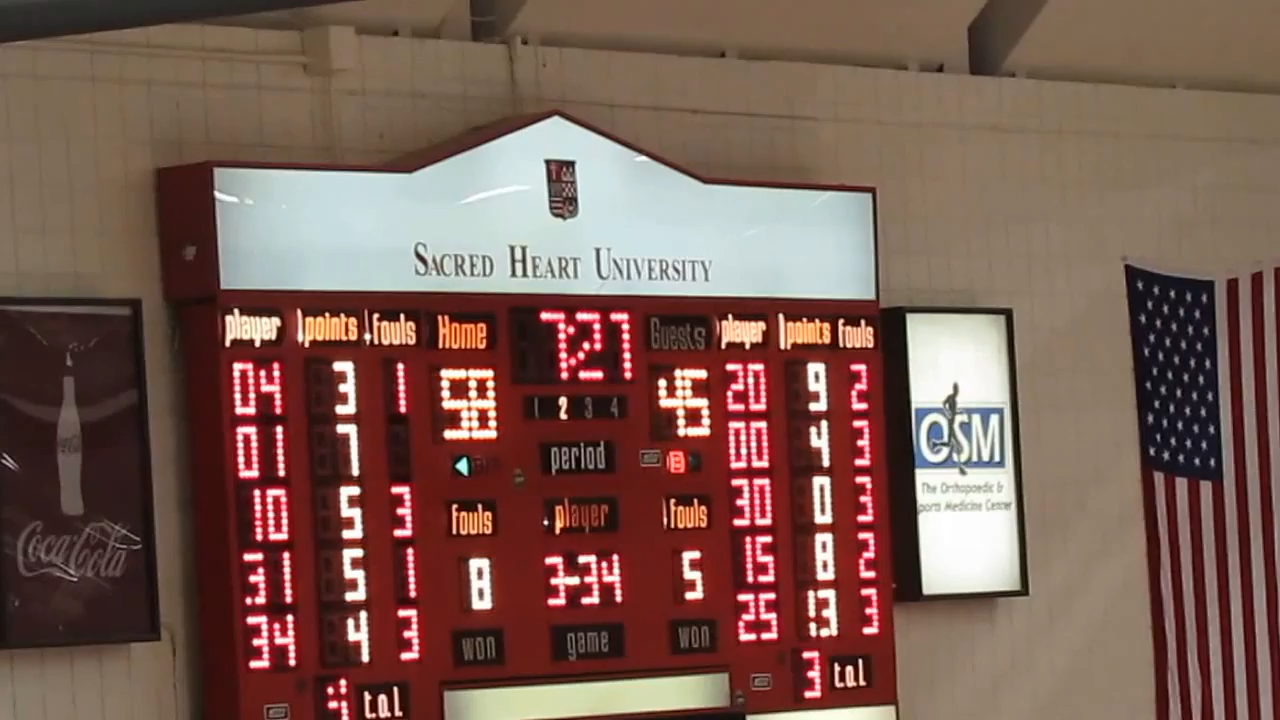 SACRED HEART UNIVERSITY
player points fouls Home 7:27 Guests player points fouls
04 3 1 58 45 20 9 2
1 2 3 4
01 7 period B 00 4 3
10 5 3 fouls player fouls 30 0 3
31 5 1 8 3-34 5 15 8 2
34 4 3 won game won 25 13 3
t.o.l 3 t.o.l
Coca-Cola
OSM
The Orthopaedic &
Sports Medicine Center